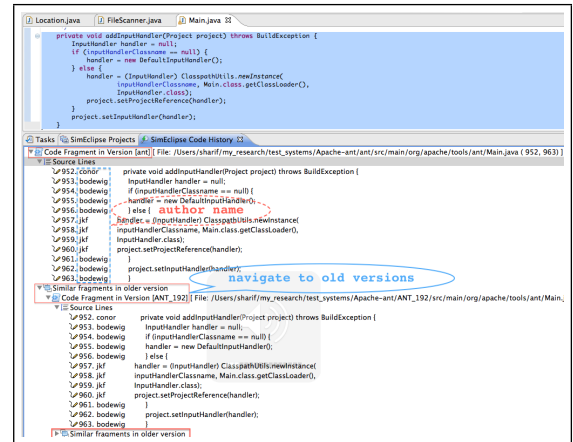 Location.java FileScanner.java Main.java
private void addInputHandler(Project project) throws BuildException {
InputHandler handler = null;
if (inputHandlerClassname == null) {
handler = new DefaultInputHandler();
} else {
handler = (InputHandler) ClasspathUtils.newInstance(
inputHandlerClassname, Main.class.getClassLoader(),
InputHandler.class);
project.setProjectReference(handler);
}
project.setInputHandler(handler);
}
Tasks SimEclipse Projects SimEclipse Code History
Code Fragment in Version [ant] [ File: /Users/sharif/my_research/test_systems/Apache-ant/ant/src/main/org/apache/tools/ant/Main.java ( 952, 963) ]
Source Lines
952. conor private void addInputHandler(Project project) throws BuildException {
953. bodewig InputHandler handler = null;
954. bodewig if (inputHandlerClassname == null) {
955. bodewig handler = new DefaultInputHandler();
956. bodewig } else {
author name
957. jkf handler = (InputHandler) ClasspathUtils.newInstance(
958. jkf inputHandlerClassname, Main.class.getClassLoader(),
959. jkf InputHandler.class);
960. jkf project.setProjectReference(handler);
961. bodewig }
962. bodewig project.setInputHandler(handler);
963. bodewig }
navigate to old versions
Similar fragments in older version
Code Fragment in Version [ANT_192] [ File: /Users/sharif/my_research/test_systems/Apache-ant/ANT_192/src/main/org/apache/tools/ant/Main.
Source Lines
952. conor private void addInputHandler(Project project) throws BuildException {
953. bodewig InputHandler handler = null;
954. bodewig if (inputHandlerClassname == null) {
955. bodewig handler = new DefaultInputHandler();
956. bodewig } else {
957. jkf handler = (InputHandler) ClasspathUtils.newInstance(
958. jkf inputHandlerClassname, Main.class.getClassLoader(),
959. jkf InputHandler.class);
960. jkf project.setProjectReference(handler);
961. bodewig }
962. bodewig project.setInputHandler(handler);
963. bodewig }
Similar fragments in older version